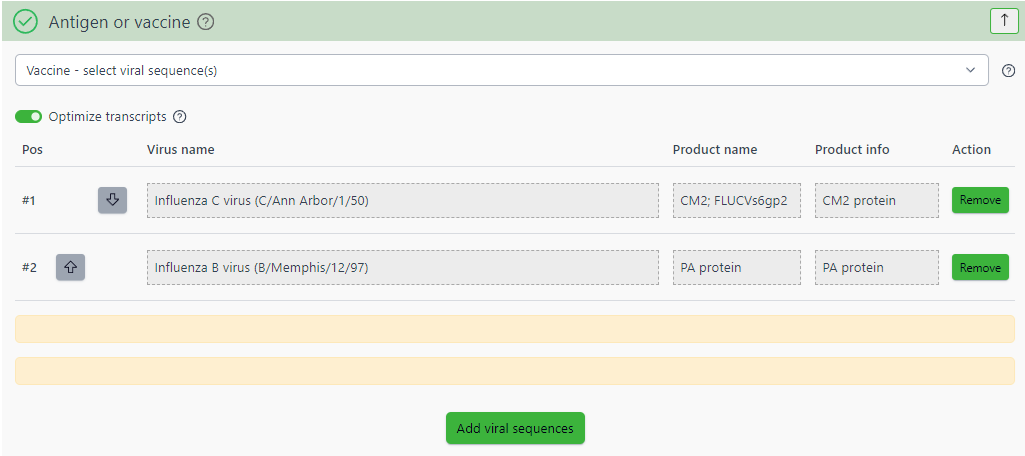 Antigen or vaccine
Vaccine - select viral sequence(s)
Optimize transcripts
Pos Virus name Product name Product info Action
#1 Influenza C virus (C/Ann Arbor/1/50) CM2; FLUCVs6gp2 CM2 protein Remove
#2 Influenza B virus (B/Memphis/12/97) PA protein PA protein Remove
Add viral sequences